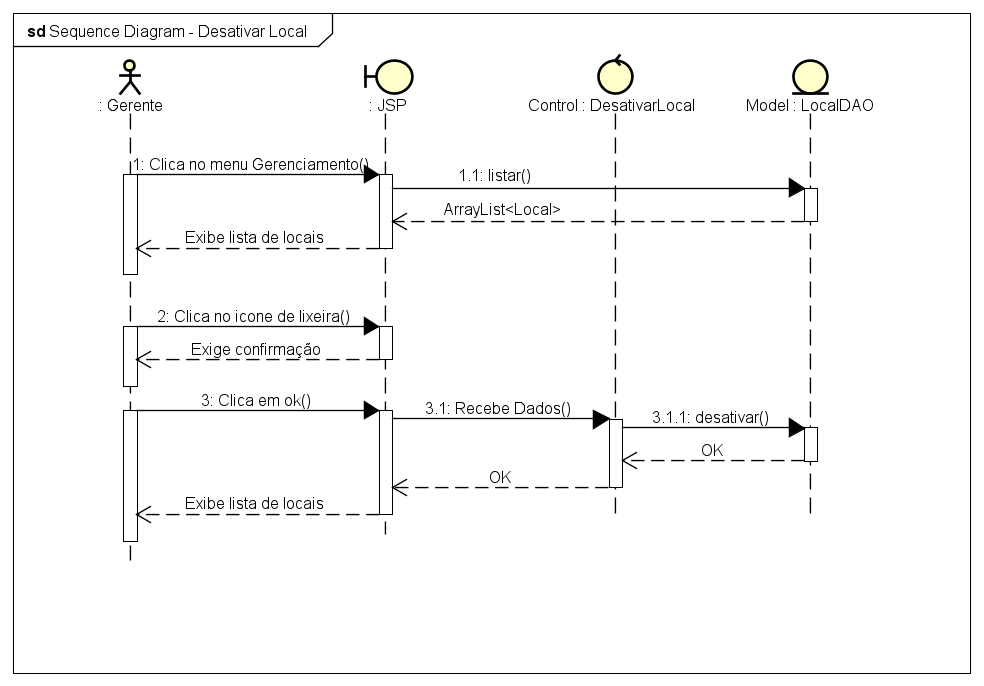 sd Sequence Diagram - Desativar Local
: Gerente
: JSP
Control : DesativarLocal
Model : LocalDAO
1: Clica no menu Gerenciamento()
1.1: listar()
ArrayList<Local>
Exibe lista de locais
2: Clica no icone de lixeira()
Exige confirmação
3: Clica em ok()
3.1: Recebe Dados()
3.1.1: desativar()
OK
OK
Exibe lista de locais